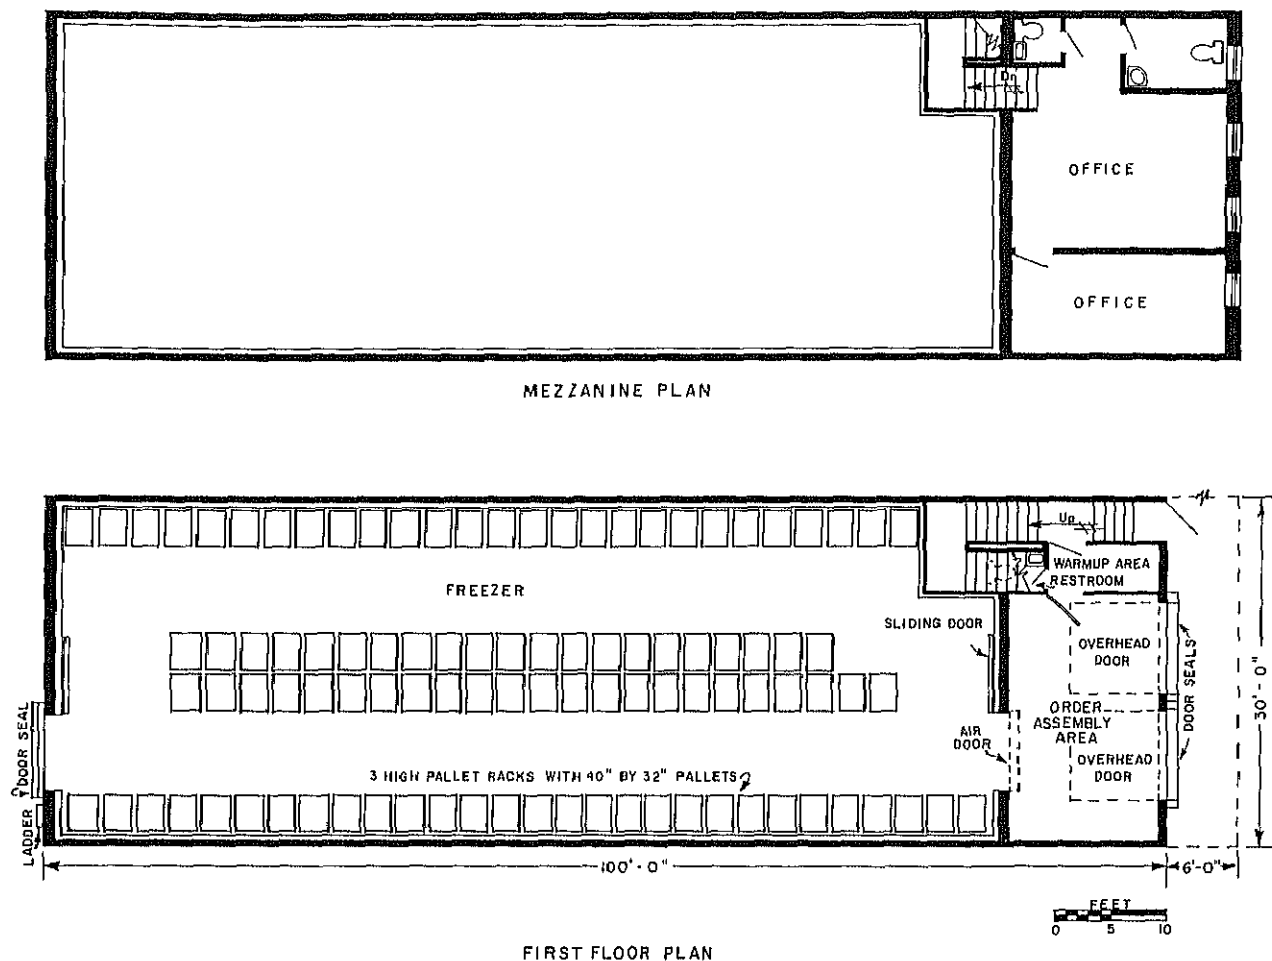 Dn
OFFICE
OFFICE
MEZZANINE PLAN
Up
WARMUP AREA
RESTROOM
FREEZER
SLIDING DOOR
OVERHEAD
DOOR
DOOR SEALS
30'-0"
ORDER
ASSEMBLY
AREA
AIR
DOOR
OVERHEAD
DOOR
DOOR SEAL
3 HIGH PALLET RACKS WITH 40" BY 32" PALLETS
LADDER
100'-0"
6'-0"
FEET
0 5 10
FIRST FLOOR PLAN